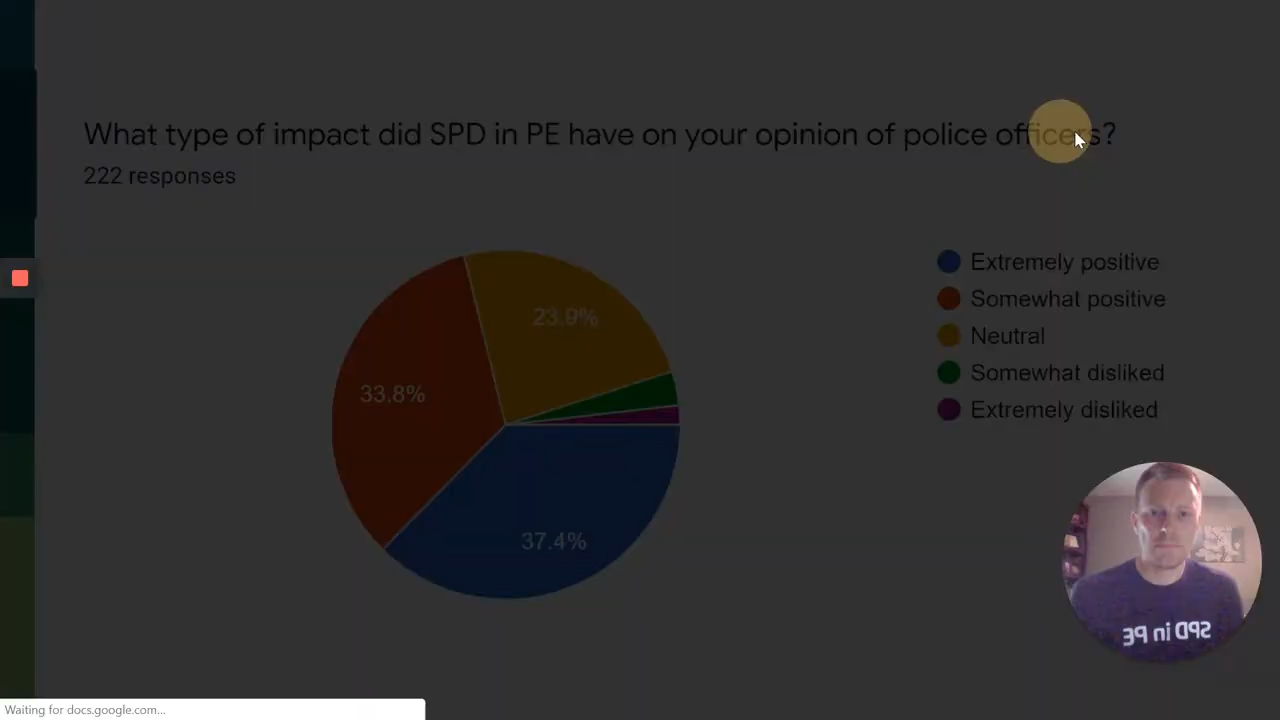 What type of impact did SPD in PE have on your opinion of police officers?
222 responses
Extremely positive
Somewhat positive
Neutral
Somewhat disliked
Extremely disliked
23.9%
33.8%
37.4%
SPD in PE
Waiting for docs.google.com...